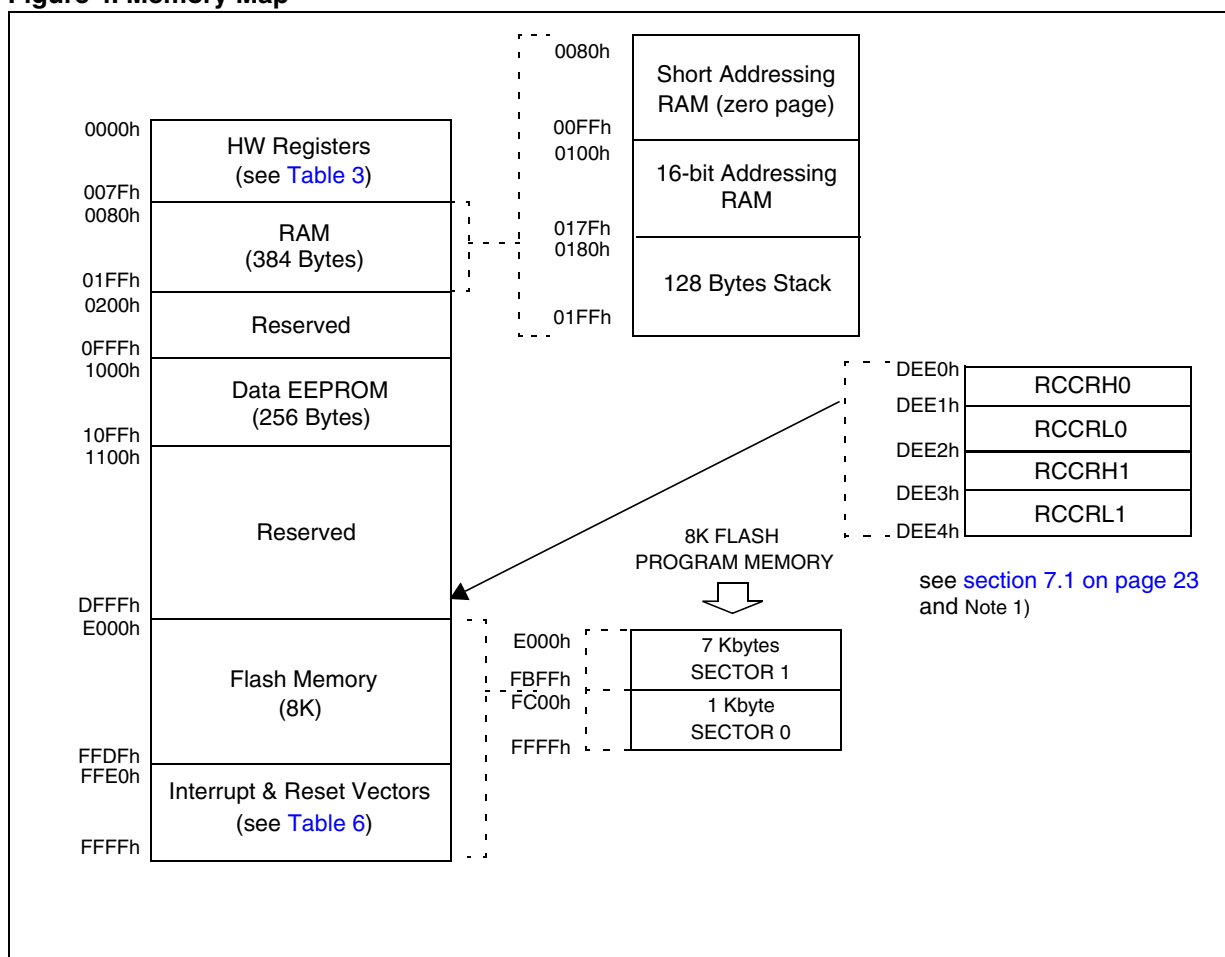 Figure 4. Memory Map
0000h
HW Registers
(see Table 3)
007Fh
0080h
RAM
(384 Bytes)
01FFh
0200h
Reserved
0FFFh
1000h
Data EEPROM
(256 Bytes)
10FFh
1100h
Reserved
DFFFh
E000h
Flash Memory
(8K)
FFDFh
FFE0h
Interrupt & Reset Vectors
(see Table 6)
FFFFh
0080h
Short Addressing
RAM (zero page)
00FFh
0100h
16-bit Addressing
RAM
017Fh
0180h
128 Bytes Stack
01FFh
8K FLASH
PROGRAM MEMORY
E000h
7 Kbytes
SECTOR 1
FBFFh
FC00h
1 Kbyte
SECTOR 0
FFFFh
DEE0h
RCCRH0
DEE1h
RCCRL0
DEE2h
RCCRH1
DEE3h
RCCRL1
DEE4h
see section 7.1 on page 23
and Note 1)